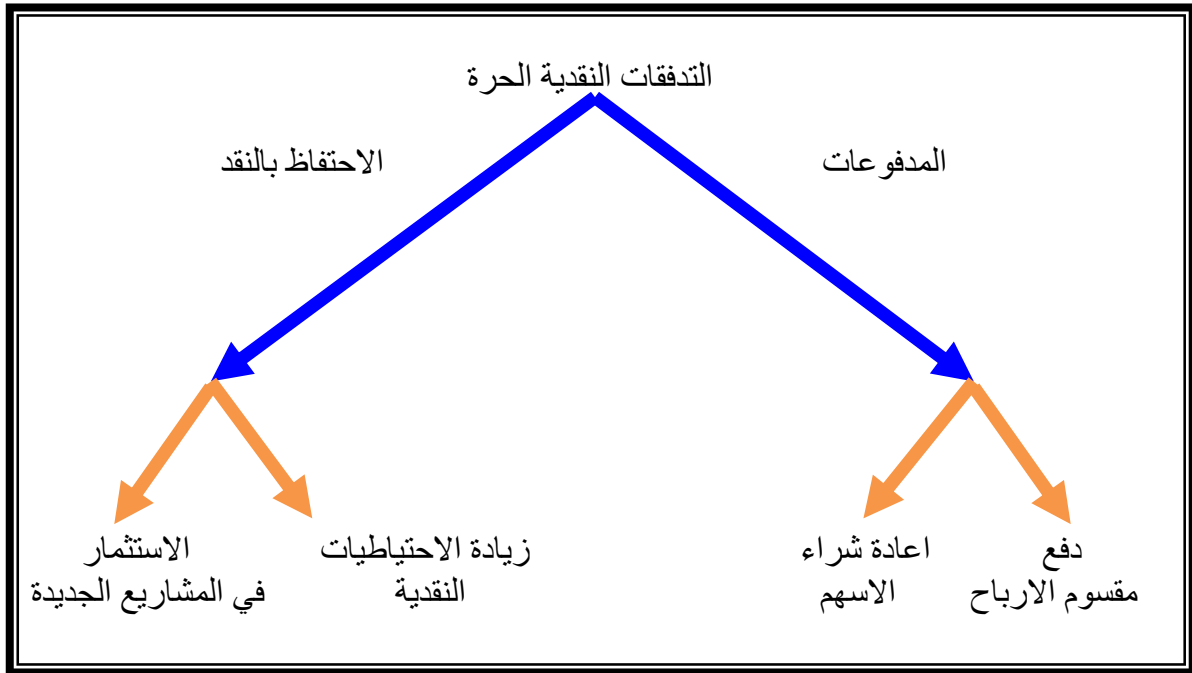 التدفقات النقدية الحرة
المدفوعات
الاحتفاظ بالنقد
دفع
مقسوم الارباح
اعادة شراء
الاسهم
زيادة الاحتياطيات
النقدية
الاستثمار
في المشاريع الجديدة